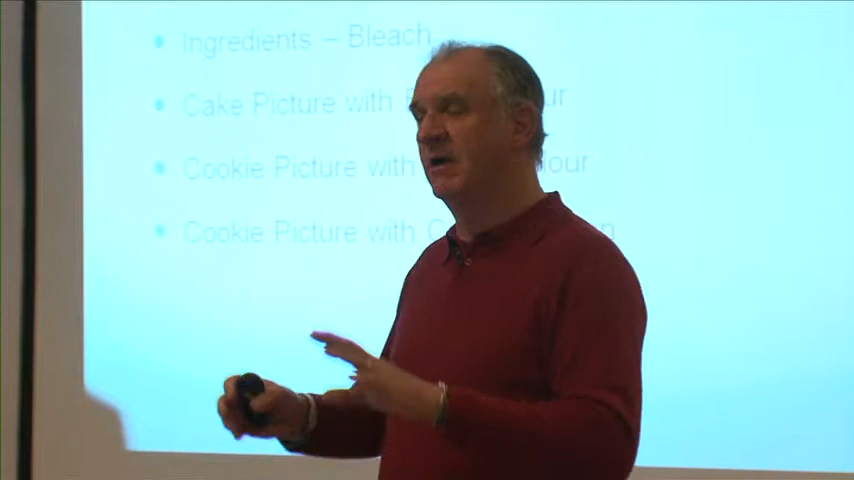 Ingredients – Bleach
Cake Picture with
Cookie Picture with
Cookie Picture with